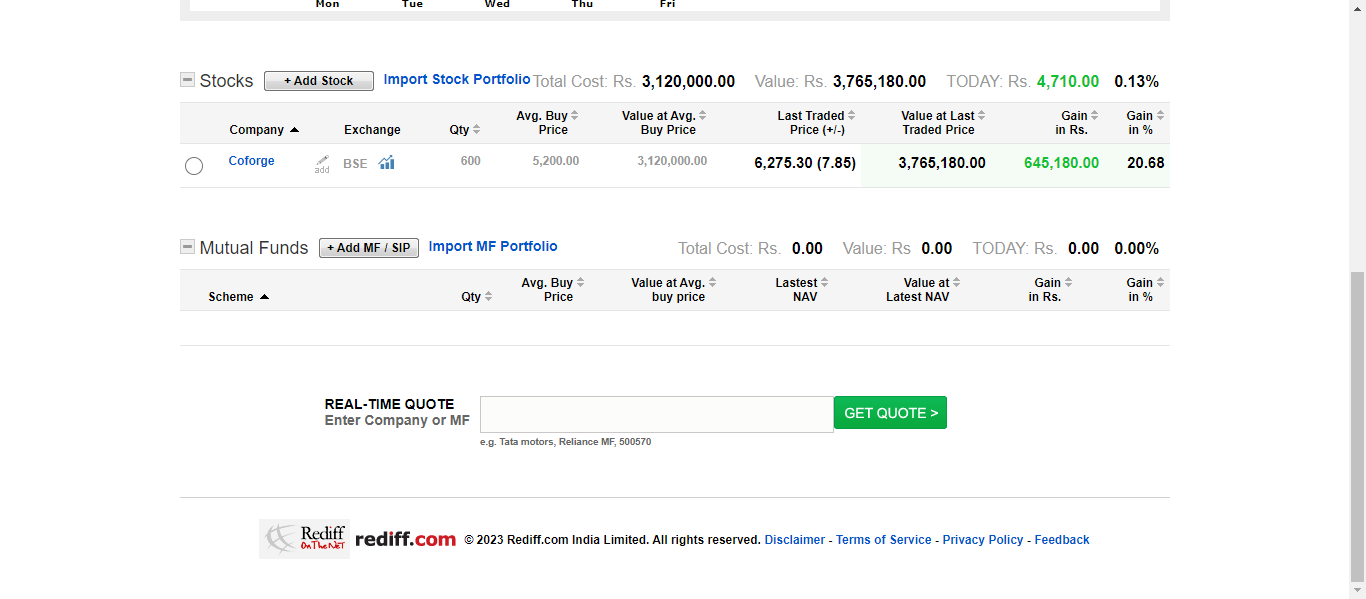 Mon Tue Wed Thu Fri
Stocks + Add Stock Import Stock Portfolio Total Cost: Rs. 3,120,000.00 Value: Rs. 3,765,180.00 TODAY: Rs. 4,710.00 0.13%
Company Exchange Qty Avg. Buy Price Value at Avg. Buy Price Last Traded Price (+/-) Value at Last Traded Price Gain in Rs. Gain in %
Coforge add BSE 600 5,200.00 3,120,000.00 6,275.30 (7.85) 3,765,180.00 645,180.00 20.68
Mutual Funds + Add MF / SIP Import MF Portfolio Total Cost: Rs. 0.00 Value: Rs 0.00 TODAY: Rs. 0.00 0.00%
Scheme Qty Avg. Buy Price Value at Avg. buy price Lastest NAV Value at Latest NAV Gain in Rs. Gain in %
REAL-TIME QUOTE
Enter Company or MF GET QUOTE >
e.g. Tata motors, Reliance MF, 500570
Rediff On The NeT rediff.com © 2023 Rediff.com India Limited. All rights reserved. Disclaimer - Terms of Service - Privacy Policy - Feedback